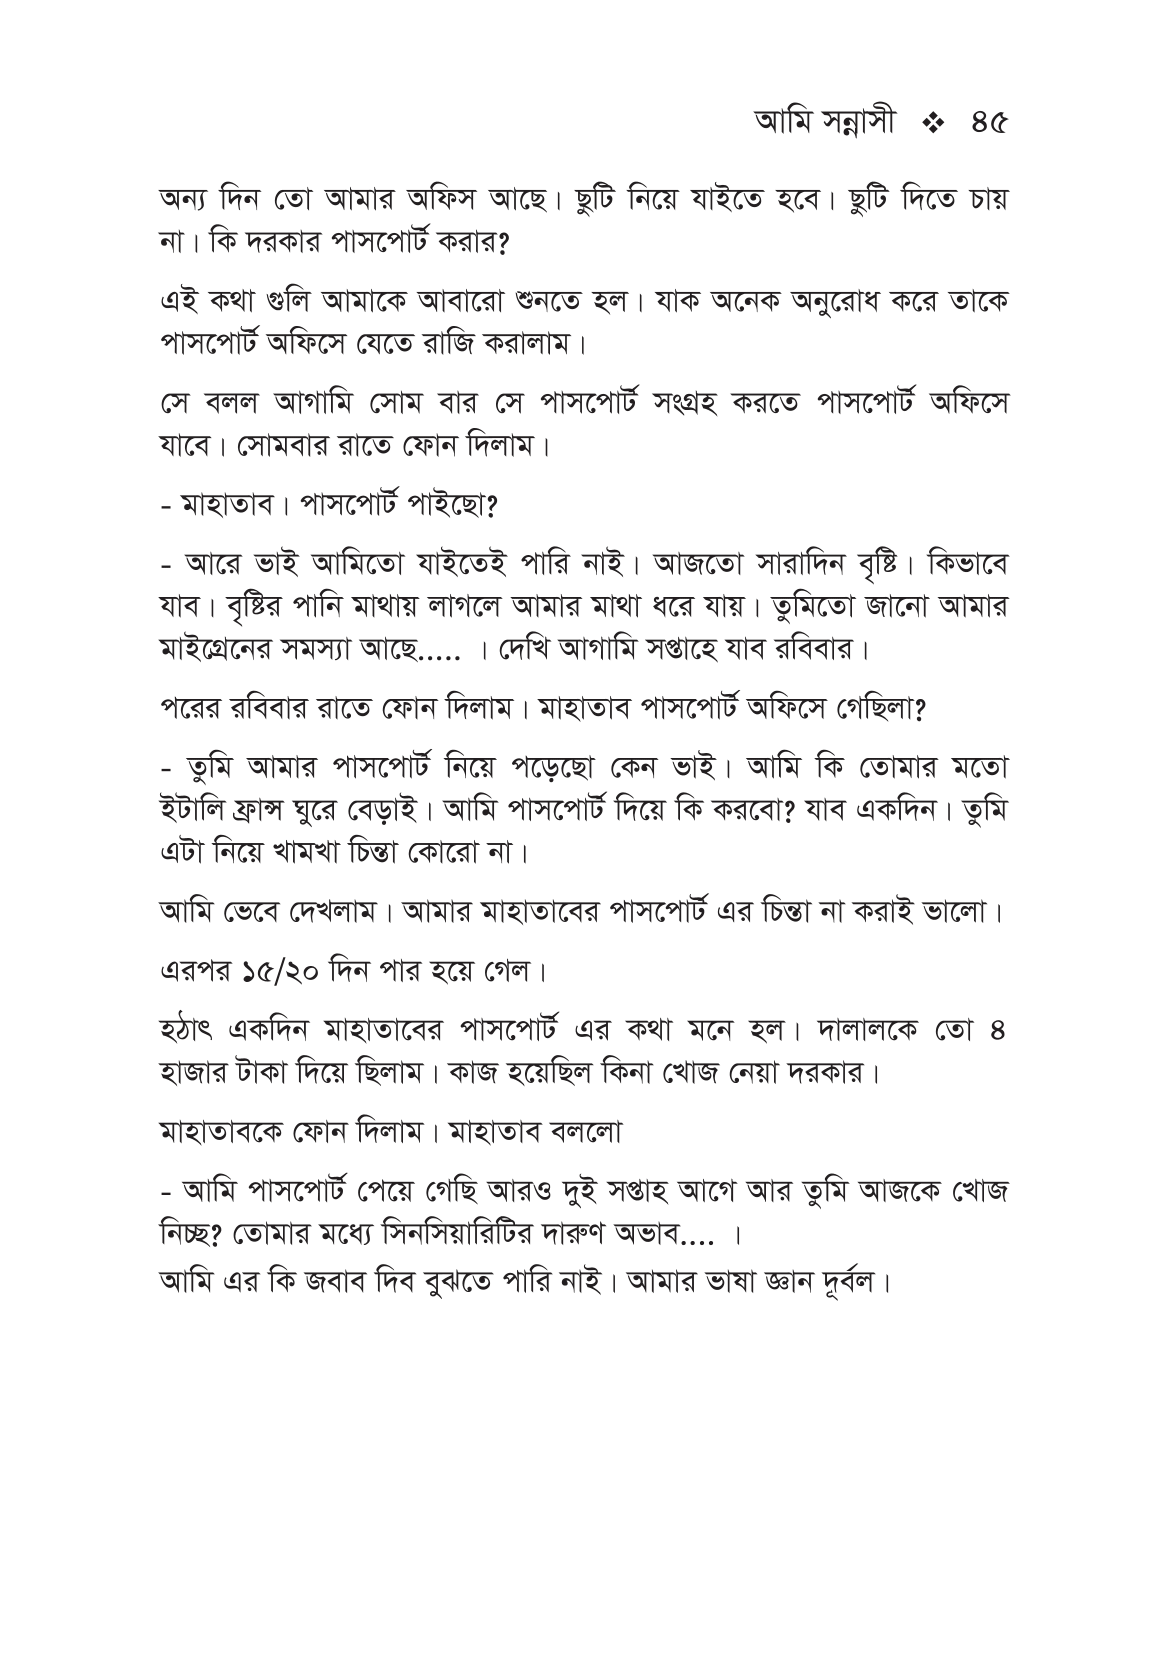 আমি সন্নাসী ❖ ৪৫
অন্য দিন তো আমার অফিস আছে। ছুটি নিয়ে যাইতে হবে। ছুটি দিতে চায়
না। কি দরকার পাসপোর্ট করার?
এই কথা গুলি আমাকে আবারো শুনতে হল। যাক অনেক অনুরোধ করে তাকে
পাসপোর্ট অফিসে যেতে রাজি করালাম।
সে বলল আগামি সোম বার সে পাসপোর্ট সংগ্রহ করতে পাসপোর্ট অফিসে
যাবে। সোমবার রাতে ফোন দিলাম।
- মাহাতাব। পাসপোর্ট পাইছো?
- আরে ভাই আমিতো যাইতেই পারি নাই। আজতো সারাদিন বৃষ্টি। কিভাবে
যাব। বৃষ্টির পানি মাথায় লাগলে আমার মাথা ধরে যায়। তুমিতো জানো আমার
মাইগ্রেনের সমস্যা আছে..... । দেখি আগামি সপ্তাহে যাব রবিবার।
পরের রবিবার রাতে ফোন দিলাম। মাহাতাব পাসপোর্ট অফিসে গেছিলা?
- তুমি আমার পাসপোর্ট নিয়ে পড়েছো কেন ভাই। আমি কি তোমার মতো
ইটালি ফ্রান্স ঘুরে বেড়াই। আমি পাসপোর্ট দিয়ে কি করবো? যাব একদিন। তুমি
এটা নিয়ে খামখা চিন্তা কোরো না।
আমি ভেবে দেখলাম। আমার মাহাতাবের পাসপোর্ট এর চিন্তা না করাই ভালো।
এরপর ১৫/২০ দিন পার হয়ে গেল।
হঠাৎ একদিন মাহাতাবের পাসপোর্ট এর কথা মনে হল। দালালকে তো ৪
হাজার টাকা দিয়ে ছিলাম। কাজ হয়েছিল কিনা খোজ নেয়া দরকার।
মাহাতাবকে ফোন দিলাম। মাহাতাব বললো
- আমি পাসপোর্ট পেয়ে গেছি আরও দুই সপ্তাহ আগে আর তুমি আজকে খোজ
নিচ্ছ? তোমার মধ্যে সিনসিয়ারিটির দারুণ অভাব.... ।
আমি এর কি জবাব দিব বুঝতে পারি নাই। আমার ভাষা জ্ঞান দূর্বল।